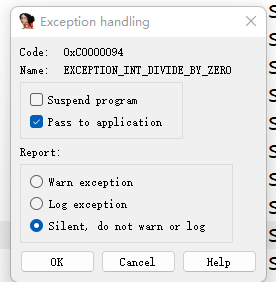 Exception handling
Code: 0xC0000094
Name: EXCEPTION_INT_DIVIDE_BY_ZERO
Suspend program
Pass to application
Report:
Warn exception
Log exception
Silent, do not warn or log
OK Cancel Help